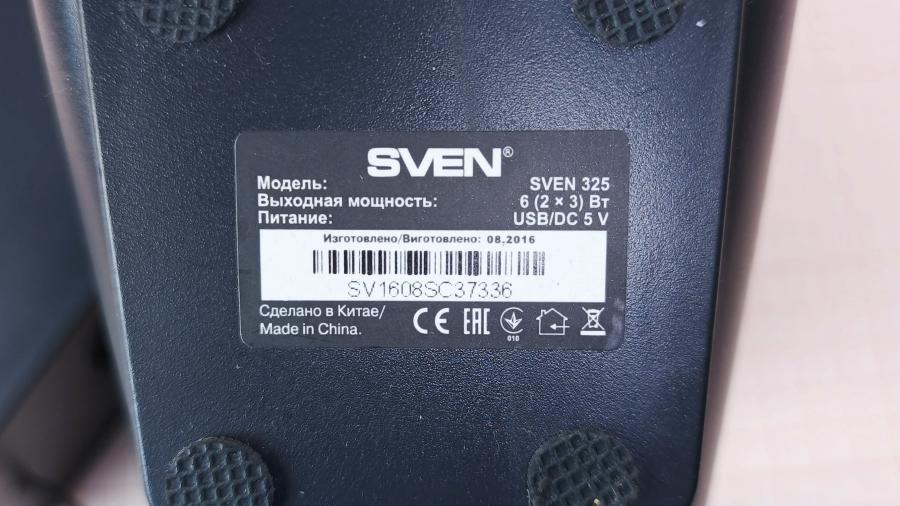 SVEN®
Модель: SVEN 325
Выходная мощность: 6 (2 × 3) Вт
Питание: USB/DC 5 V
Изготовлено/Виготовлено: 08.2016
SV1608SC37336
Сделано в Китае/
Made in China.
CE EAC
010